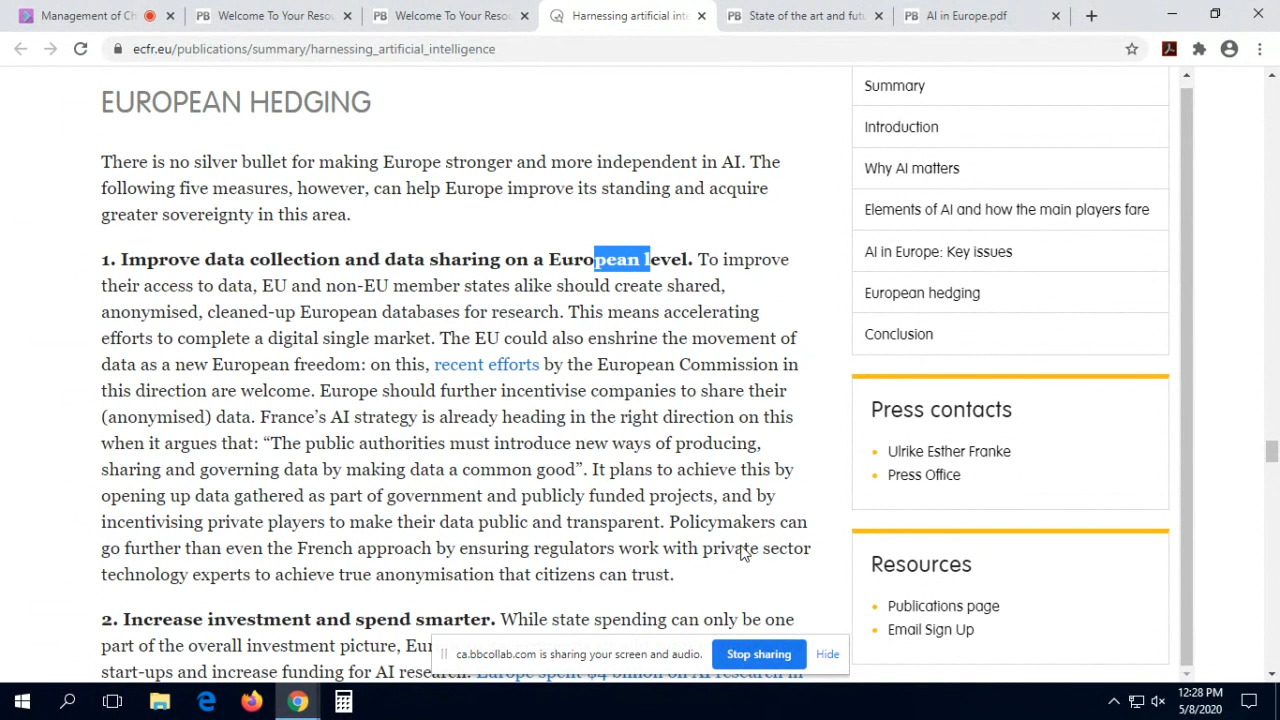 Management of Ch
Welcome To Your Resou
Welcome To Your Resou
Harnessing artificial inte
State of the art and futu
AI in Europe.pdf
ecfr.eu/publications/summary/harnessing_artificial_intelligence
EUROPEAN HEDGING
There is no silver bullet for making Europe stronger and more independent in AI. The
following five measures, however, can help Europe improve its standing and acquire
greater sovereignty in this area.
1. Improve data collection and data sharing on a European level. To improve
their access to data, EU and non-EU member states alike should create shared,
anonymised, cleaned-up European databases for research. This means accelerating
efforts to complete a digital single market. The EU could also enshrine the movement of
data as a new European freedom: on this, recent efforts by the European Commission in
this direction are welcome. Europe should further incentivise companies to share their
(anonymised) data. France’s AI strategy is already heading in the right direction on this
when it argues that: “The public authorities must introduce new ways of producing,
sharing and governing data by making data a common good”. It plans to achieve this by
opening up data gathered as part of government and publicly funded projects, and by
incentivising private players to make their data public and transparent. Policymakers can
go further than even the French approach by ensuring regulators work with private sector
technology experts to achieve true anonymisation that citizens can trust.
2. Increase investment and spend smarter. While state spending can only be one
part of the overall investment picture, Eur
start-ups and increase funding for AI research. Europe spent $4 billion on AI research in
Summary
Introduction
Why AI matters
Elements of AI and how the main players fare
AI in Europe: Key issues
European hedging
Conclusion
Press contacts
Ulrike Esther Franke
Press Office
Resources
Publications page
Email Sign Up
ca.bbcollab.com is sharing your screen and audio.
Stop sharing
Hide
12:28 PM
5/8/2020